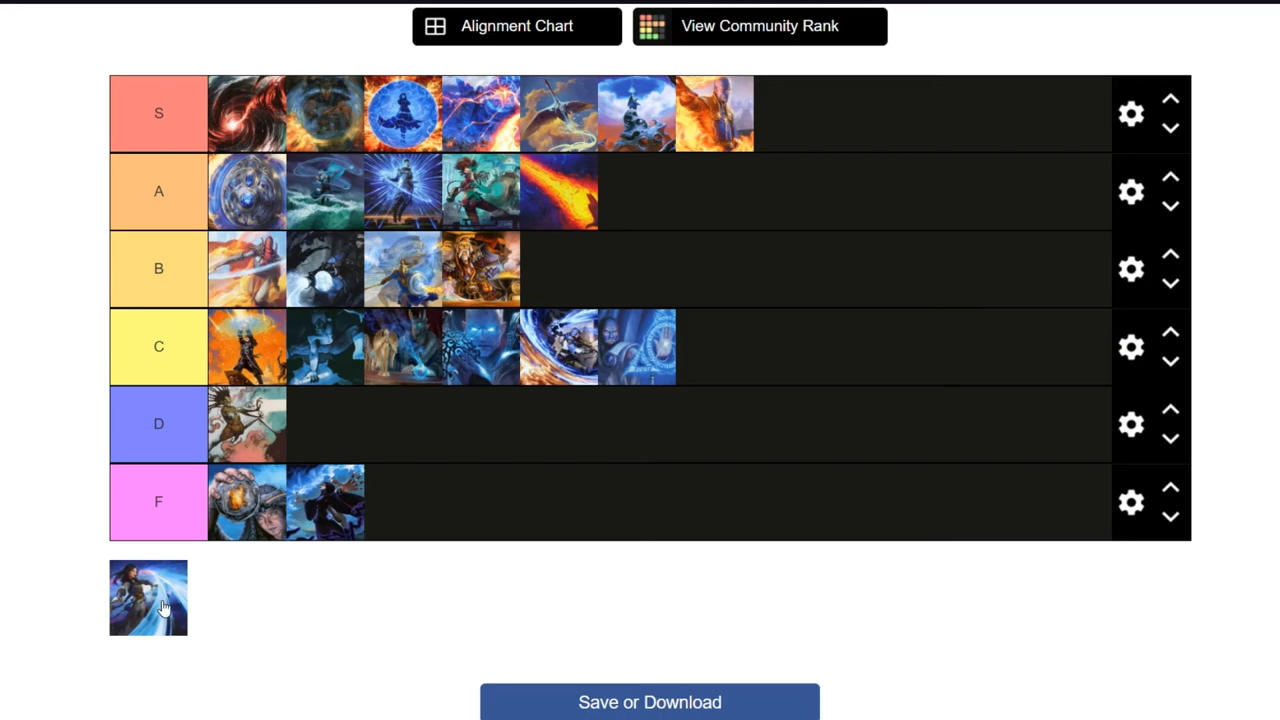 Alignment Chart
View Community Rank
S
A
B
C
D
F
Save or Download